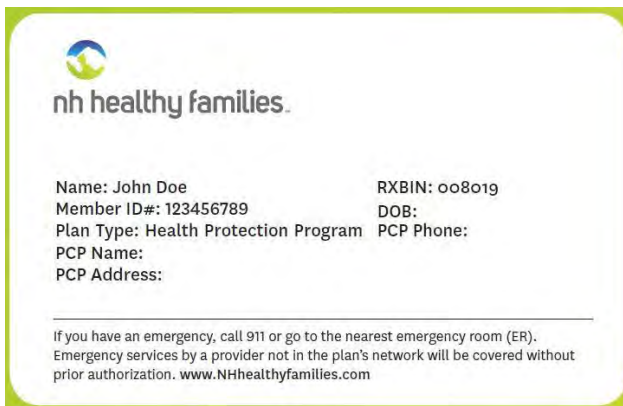 nh healthy families™
Name: John Doe RXBIN: 008019
Member ID#: 123456789 DOB:
Plan Type: Health Protection Program PCP Phone:
PCP Name:
PCP Address:
If you have an emergency, call 911 or go to the nearest emergency room (ER).
Emergency services by a provider not in the plan's network will be covered without
prior authorization. www.NHhealthyfamilies.com